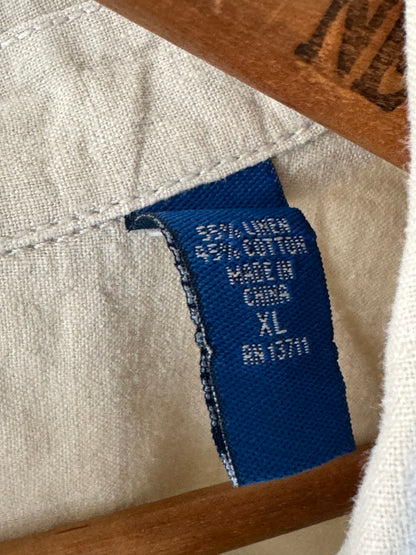 55% LINEN
45% COTTON
MADE IN
CHINA
XL
RN 13711